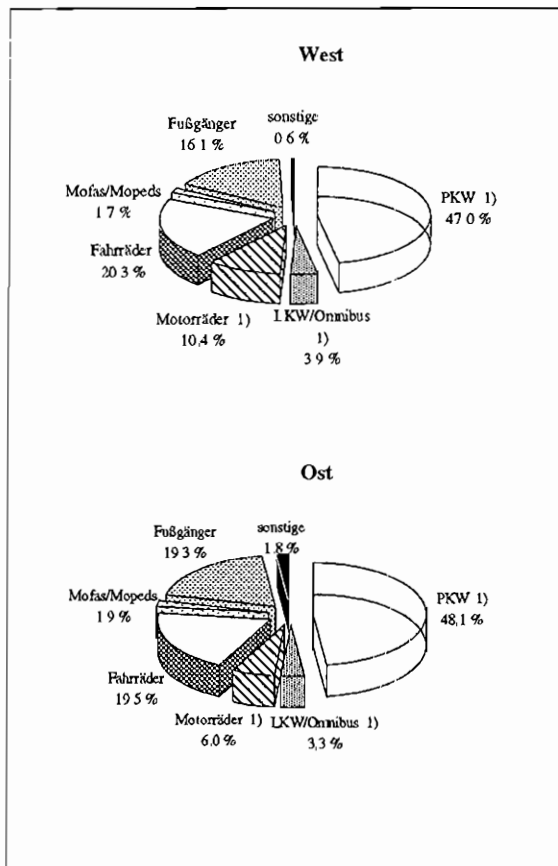 West
Fußgänger
16 1 %
sonstige
0 6 %
Mofas/Mopeds
1 7 %
PKW 1)
47 0 %
Fahrräder
20 3 %
Motorräder 1)
10,4 %
LKW/Omnibus
1)
3 9 %
Ost
Fußgänger
19 3 %
sonstige
1.8 %
Mofas/Mopeds
1 9 %
PKW 1)
48,1 %
Fahrräder
19 5 %
Motorräder 1)
6,0 %
LKW/Omnibus 1)
3,3 %